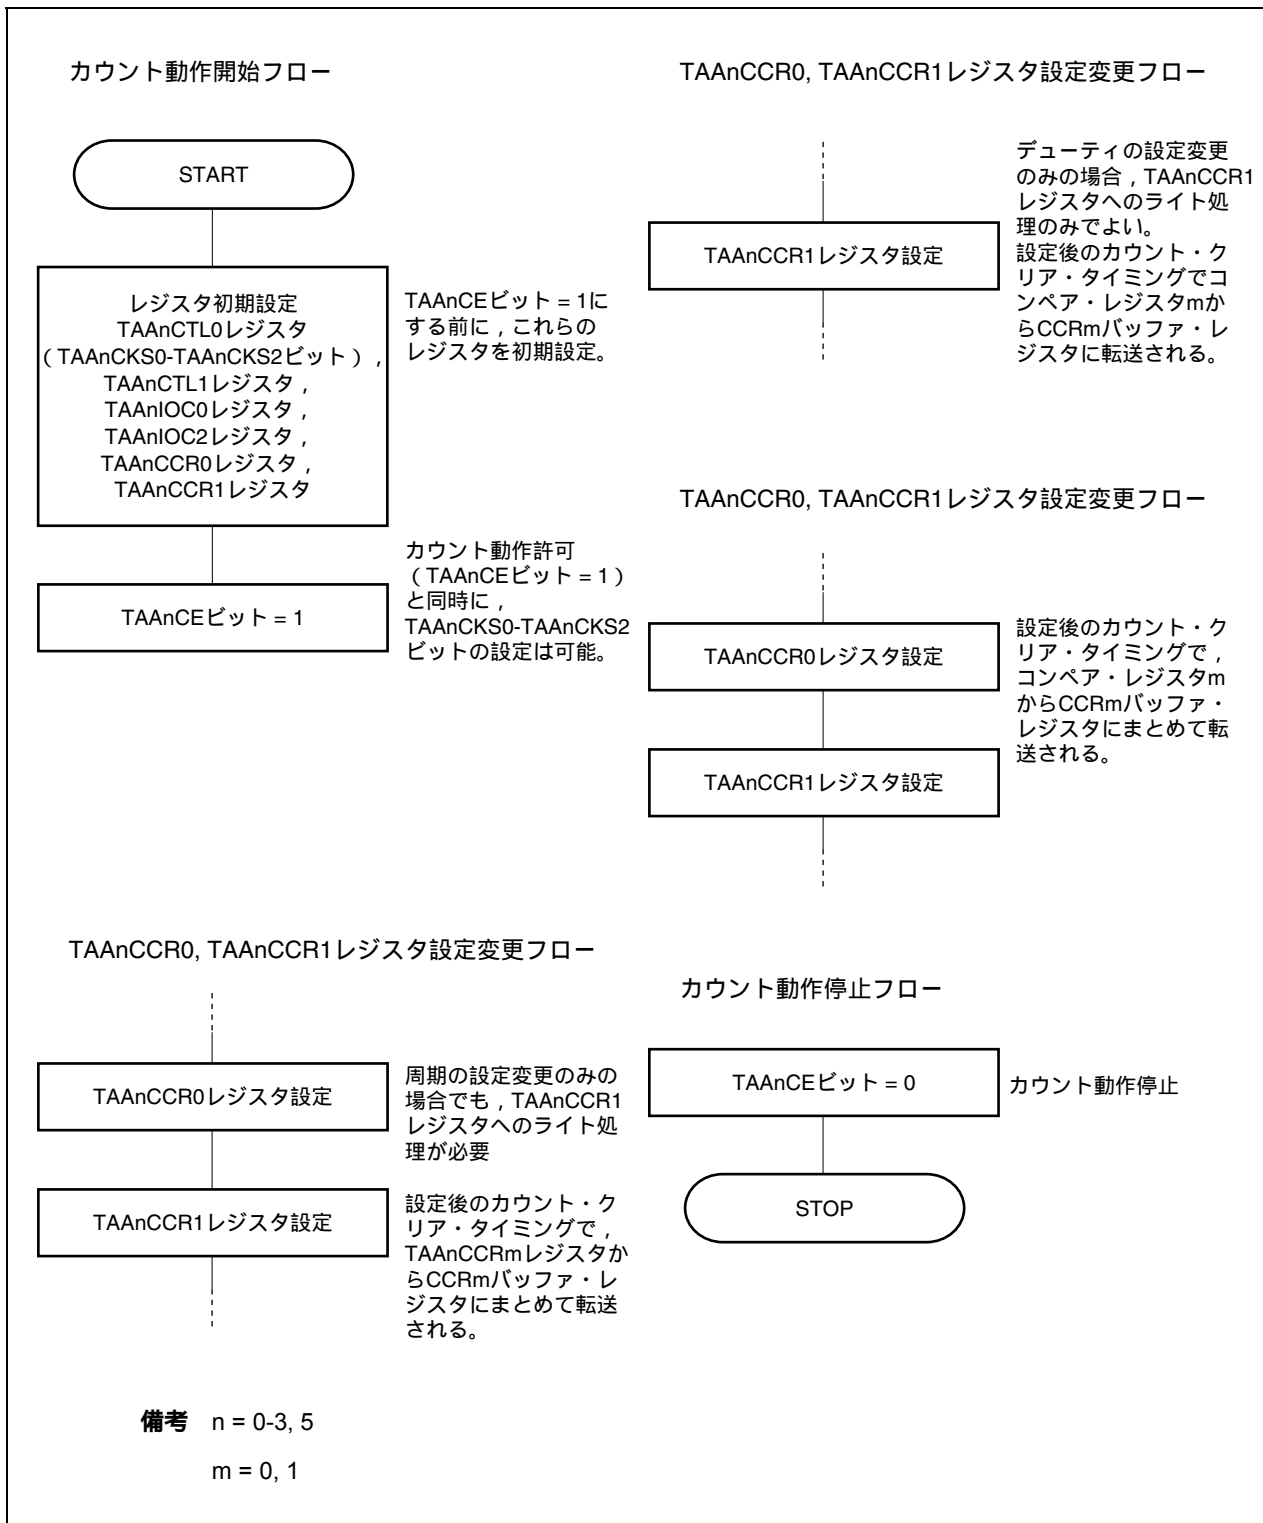 カウント動作開始フロー
START
レジスタ初期設定
TAAnCTL0レジスタ
（TAAnCKS0-TAAnCKS2ビット），
TAAnCTL1レジスタ，
TAAnIOC0レジスタ，
TAAnIOC2レジスタ，
TAAnCCR0レジスタ，
TAAnCCR1レジスタ
TAAnCEビット = 1に
する前に，これらの
レジスタを初期設定。
TAAnCEビット = 1
カウント動作許可
（TAAnCEビット = 1）
と同時に，
TAAnCKS0-TAAnCKS2
ビットの設定は可能。
TAAnCCR0, TAAnCCR1レジスタ設定変更フロー
TAAnCCR1レジスタ設定
デューティの設定変更
のみの場合，TAAnCCR1
レジスタへのライト処
理のみでよい。
設定後のカウント・ク
リア・タイミングでコ
ンペア・レジスタmか
らCCRmバッファ・レ
ジスタに転送される。
TAAnCCR0, TAAnCCR1レジスタ設定変更フロー
TAAnCCR0レジスタ設定
TAAnCCR1レジスタ設定
設定後のカウント・ク
リア・タイミングで，
コンペア・レジスタm
からCCRmバッファ・
レジスタにまとめて転
送される。
TAAnCCR0, TAAnCCR1レジスタ設定変更フロー
TAAnCCR0レジスタ設定
周期の設定変更のみの
場合でも，TAAnCCR1
レジスタへのライト処
理が必要
TAAnCCR1レジスタ設定
設定後のカウント・ク
リア・タイミングで，
TAAnCCRmレジスタか
らCCRmバッファ・レ
ジスタにまとめて転送
される。
カウント動作停止フロー
TAAnCEビット = 0
カウント動作停止
STOP
備考 n = 0-3, 5
m = 0, 1